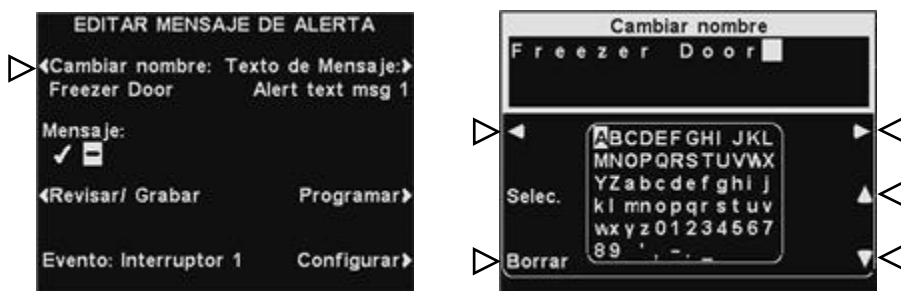 EDITAR MENSAJE DE ALERTA
Cambiar nombre: Texto de Mensaje:
Freezer Door Alert text msg 1
Mensaje:
Revisar/ Grabar Programar
Evento: Interruptor 1 Configurar
Cambiar nombre
Freezer Door
ABCDEFGHIJKL
MNOPQRSTUVWX
YZabcdefghij
Selec.
klmnopqrstuv
wxyz01234567
Borrar
89 ' , - . _